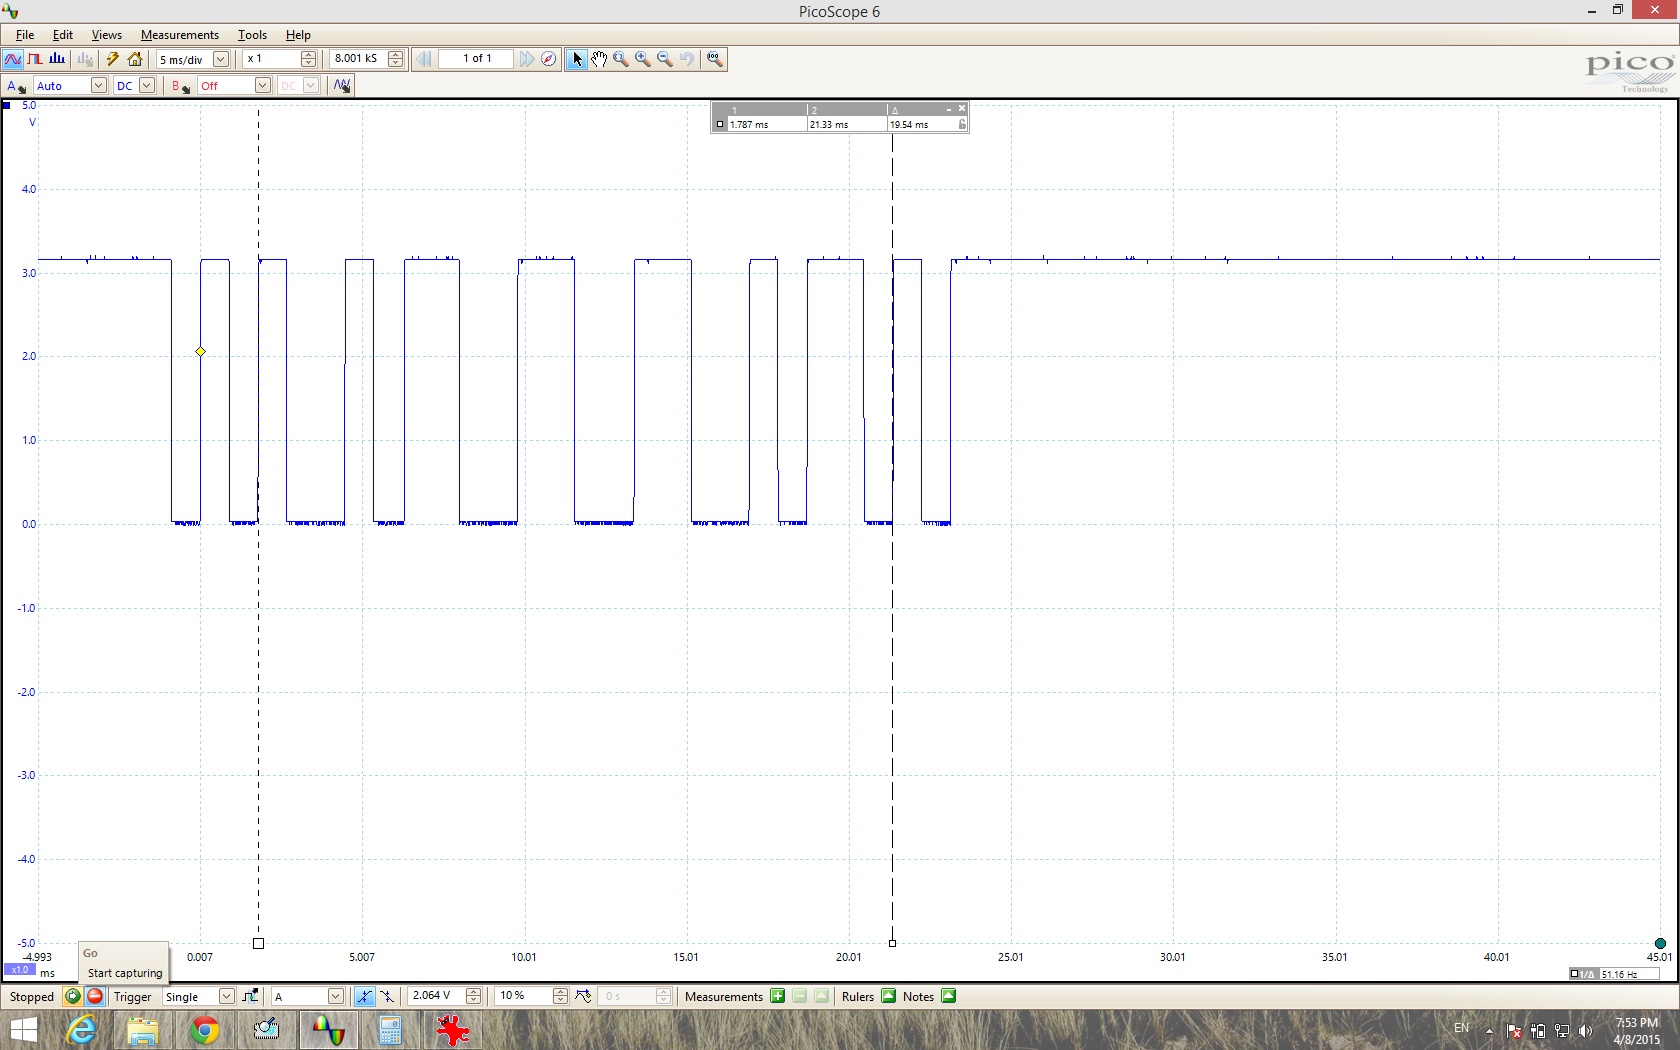 PicoScope 6
File Edit Views Measurements Tools Help
5 ms/div x 1 8.001 kS 1 of 1
pico
Technology
A Auto DC B Off DC
1 2 Δ
1.787 ms 21.33 ms 19.54 ms
5.0
V
4.0
3.0
2.0
1.0
0.0
-1.0
-2.0
-3.0
-4.0
-5.0
-4.993 0.007 5.007 10.01 15.01 20.01 25.01 30.01 35.01 40.01 45.01
x1.0 ms
1/Δ 51.16 Hz
Go
Start capturing
Stopped Trigger Single A 2.064 V 10 % 0 s Measurements Rulers Notes
EN
7:53 PM
4/8/2015